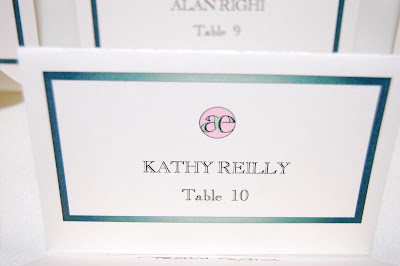 ALAN RIGHI
Table 9
ae
KATHY REILLY
Table 10